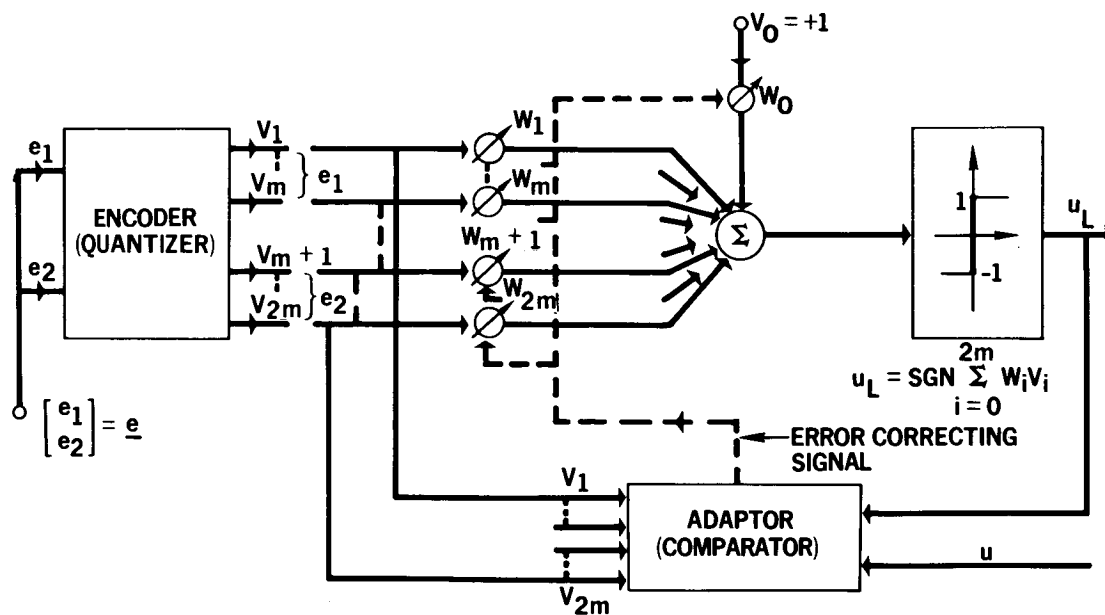 V0 = +1
W0
e1
ENCODER
(QUANTIZER)
e2
[e1
e2] = e
V1
Vm
} e1
Vm + 1
V2m
} e2
W1
Wm
Wm + 1
W2m
Σ
1
-1
uL
2m
uL = SGN Σ WiVi
i = 0
ERROR CORRECTING
SIGNAL
V1
V2m
ADAPTOR
(COMPARATOR)
u